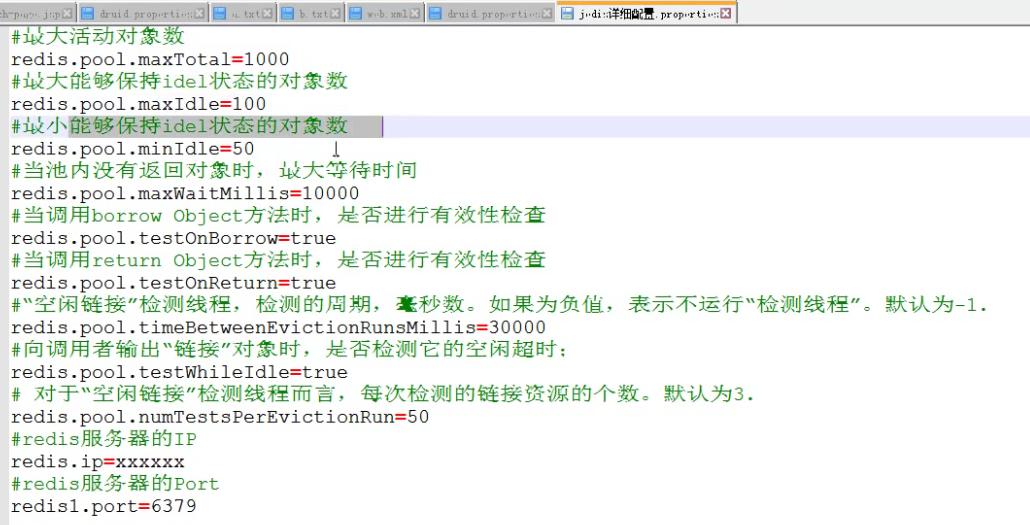 druid.properties
a.txt
b.txt
web.xml
druid.properties
jedis详细配置.properties
#最大活动对象数
redis.pool.maxTotal=1000
#最大能够保持idel状态的对象数
redis.pool.maxIdle=100
#最小能够保持idel状态的对象数
redis.pool.minIdle=50
#当池内没有返回对象时，最大等待时间
redis.pool.maxWaitMillis=10000
#当调用borrow Object方法时，是否进行有效性检查
redis.pool.testOnBorrow=true
#当调用return Object方法时，是否进行有效性检查
redis.pool.testOnReturn=true
#“空闲链接”检测线程，检测的周期，毫秒数。如果为负值，表示不运行“检测线程”。默认为-1.
redis.pool.timeBetweenEvictionRunsMillis=30000
#向调用者输出“链接”对象时，是否检测它的空闲超时；
redis.pool.testWhileIdle=true
# 对于“空闲链接”检测线程而言，每次检测的链接资源的个数。默认为3.
redis.pool.numTestsPerEvictionRun=50
#redis服务器的IP
redis.ip=xxxxxx
#redis服务器的Port
redis1.port=6379